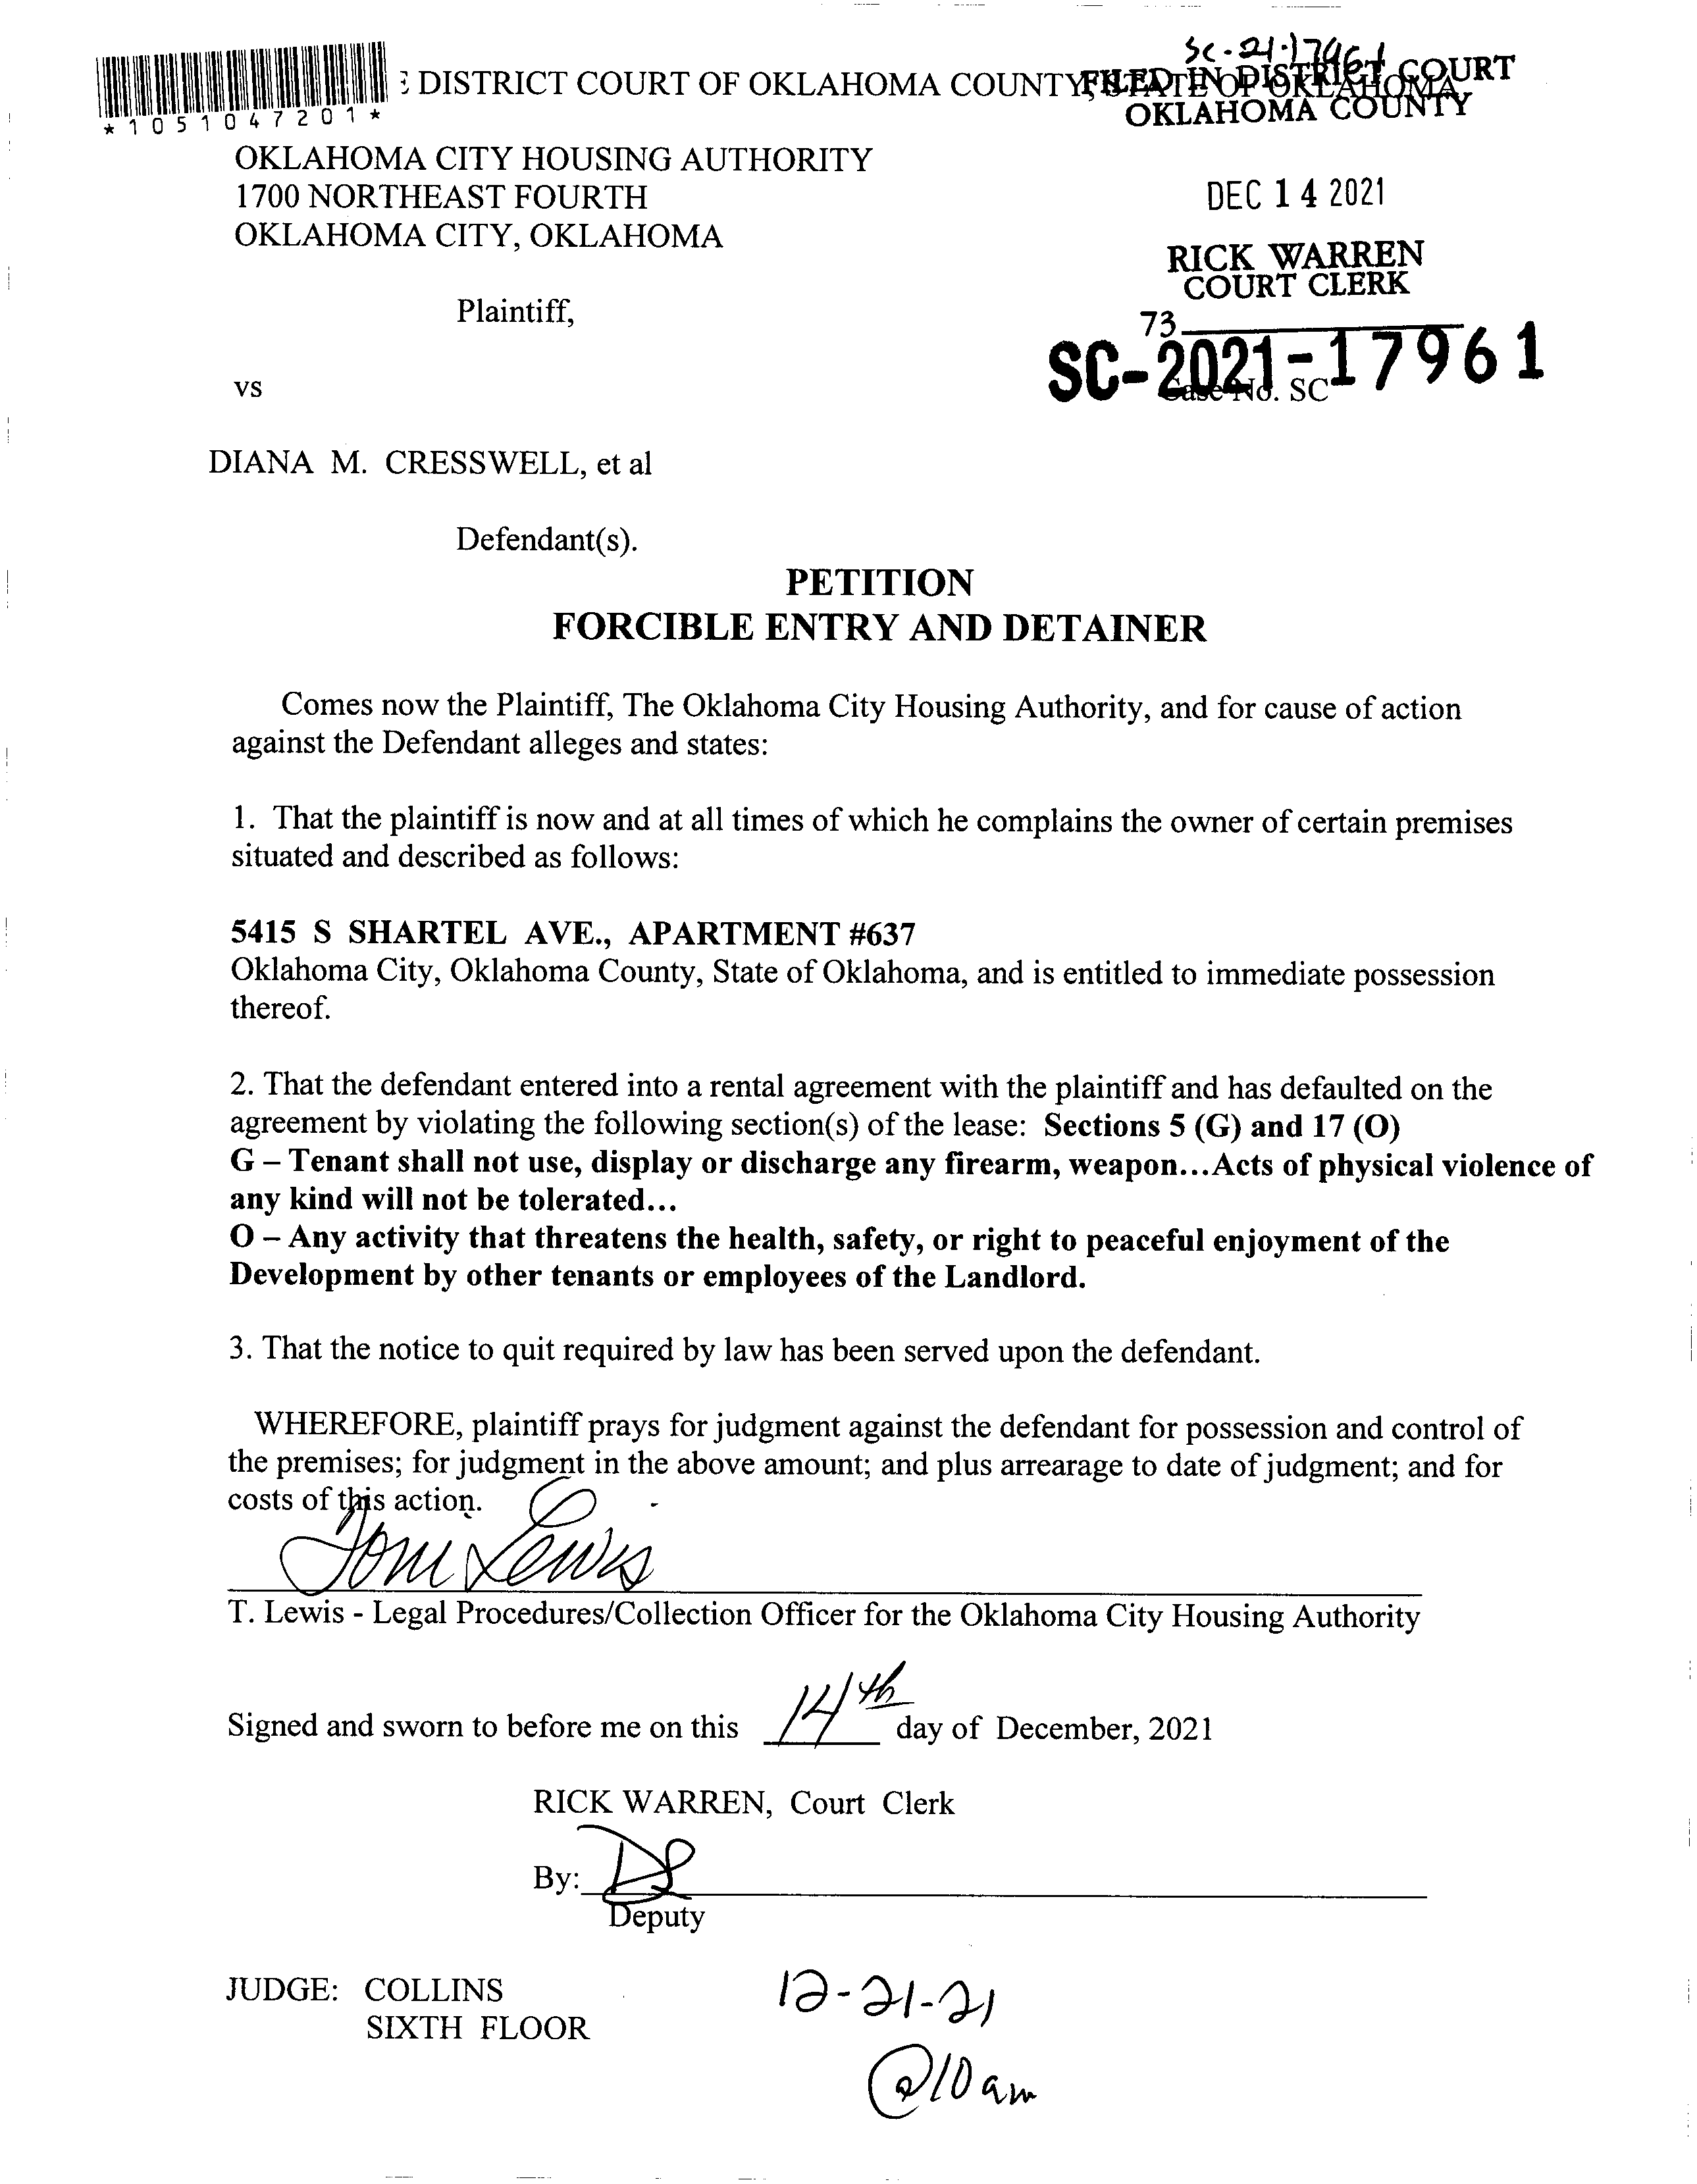 SC-21-17961
DISTRICT COURT OF OKLAHOMA COUNTY, STATE OF OKLAHOMA
FILED IN DISTRICT COURT
OKLAHOMA COUNTY
*1051047201*
OKLAHOMA CITY HOUSING AUTHORITY
1700 NORTHEAST FOURTH
OKLAHOMA CITY, OKLAHOMA
DEC 14 2021
RICK WARREN
COURT CLERK
Plaintiff,
73
SC-2021-17961
vs
Case No. SC
DIANA M. CRESSWELL, et al
Defendant(s).
PETITION
FORCIBLE ENTRY AND DETAINER
Comes now the Plaintiff, The Oklahoma City Housing Authority, and for cause of action
against the Defendant alleges and states:
1. That the plaintiff is now and at all times of which he complains the owner of certain premises
situated and described as follows:
5415 S SHARTEL AVE., APARTMENT #637
Oklahoma City, Oklahoma County, State of Oklahoma, and is entitled to immediate possession
thereof.
2. That the defendant entered into a rental agreement with the plaintiff and has defaulted on the
agreement by violating the following section(s) of the lease: Sections 5 (G) and 17 (O)
G – Tenant shall not use, display or discharge any firearm, weapon...Acts of physical violence of
any kind will not be tolerated...
O – Any activity that threatens the health, safety, or right to peaceful enjoyment of the
Development by other tenants or employees of the Landlord.
3. That the notice to quit required by law has been served upon the defendant.
WHEREFORE, plaintiff prays for judgment against the defendant for possession and control of
the premises; for judgment in the above amount; and plus arrearage to date of judgment; and for
costs of this action.
Tom Lewis
T. Lewis - Legal Procedures/Collection Officer for the Oklahoma City Housing Authority
Signed and sworn to before me on this 14th day of December, 2021
RICK WARREN, Court Clerk
By:
Deputy
JUDGE: COLLINS
SIXTH FLOOR
12-21-21
@10am